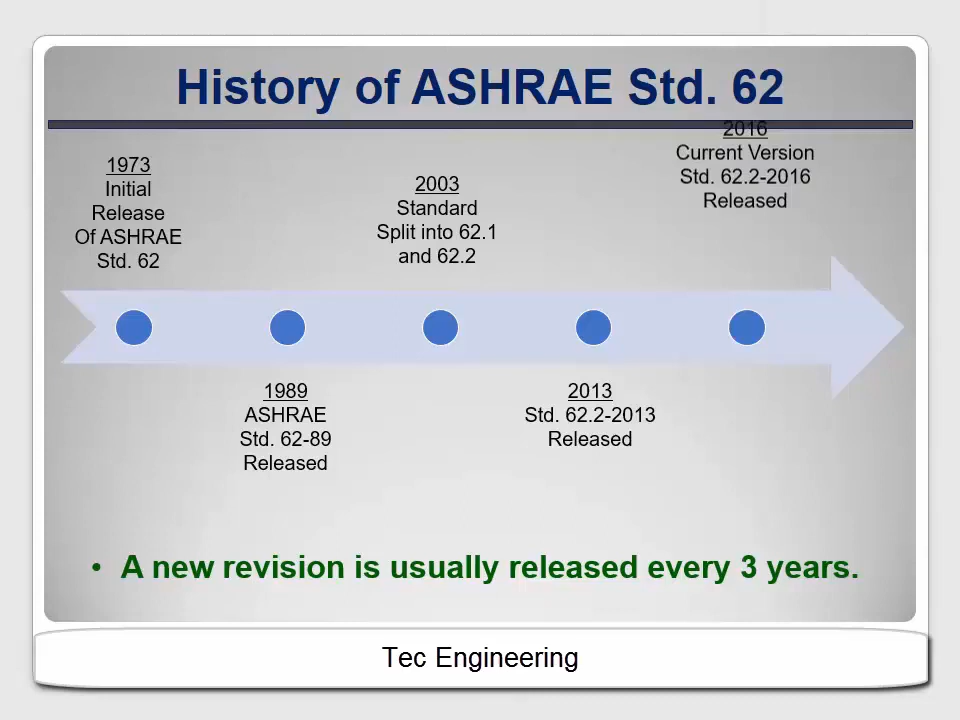 History of ASHRAE Std. 62
1973
Initial
Release
Of ASHRAE
Std. 62
1989
ASHRAE
Std. 62-89
Released
2003
Standard
Split into 62.1
and 62.2
2013
Std. 62.2-2013
Released
2016
Current Version
Std. 62.2-2016
Released
• A new revision is usually released every 3 years.
Tec Engineering